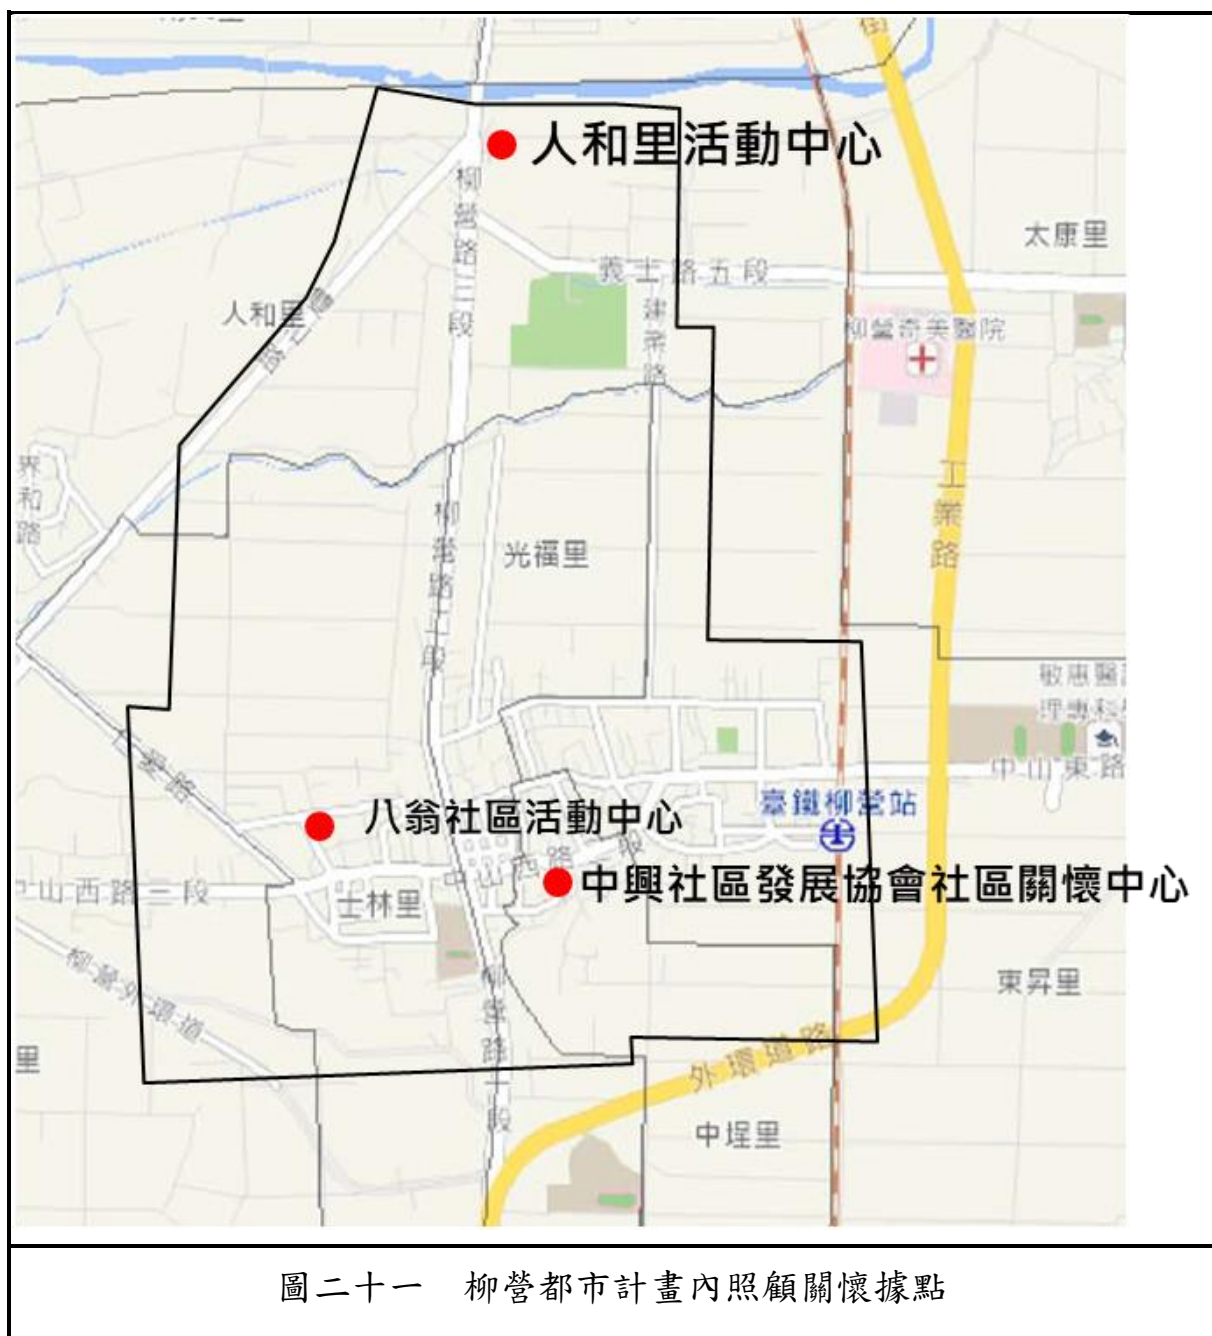 街
人和里活動中心
太康里
柳營路三段
義士路五段
建業路
柳營奇美醫院
人和里
界和路
工業路
柳營路二段
光福里
敏惠醫
中山東路
臺鐵柳營站
八翁社區活動中心
中山西路二段
中興社區發展協會社區關懷中心
中山西路三段
士林里
柳營外環道
柳營路一段
東昇里
里
外環道路
中埕里
圖二十一 柳營都市計畫內照顧關懷據點